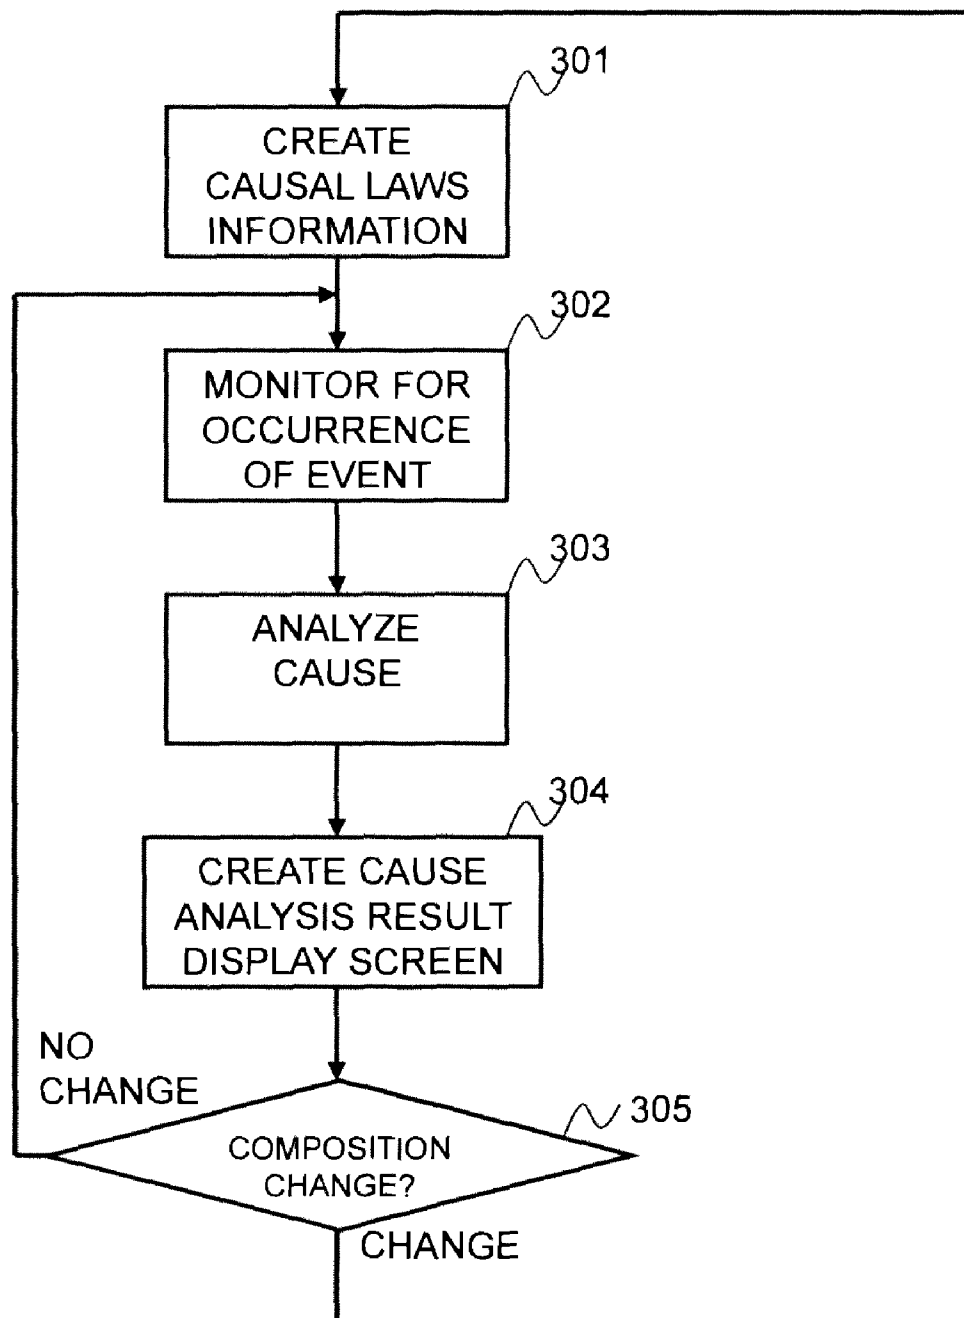 301
CREATE
CAUSAL LAWS
INFORMATION
302
MONITOR FOR
OCCURRENCE
OF EVENT
303
ANALYZE
CAUSE
304
CREATE CAUSE
ANALYSIS RESULT
DISPLAY SCREEN
NO
CHANGE
305
COMPOSITION
CHANGE?
CHANGE